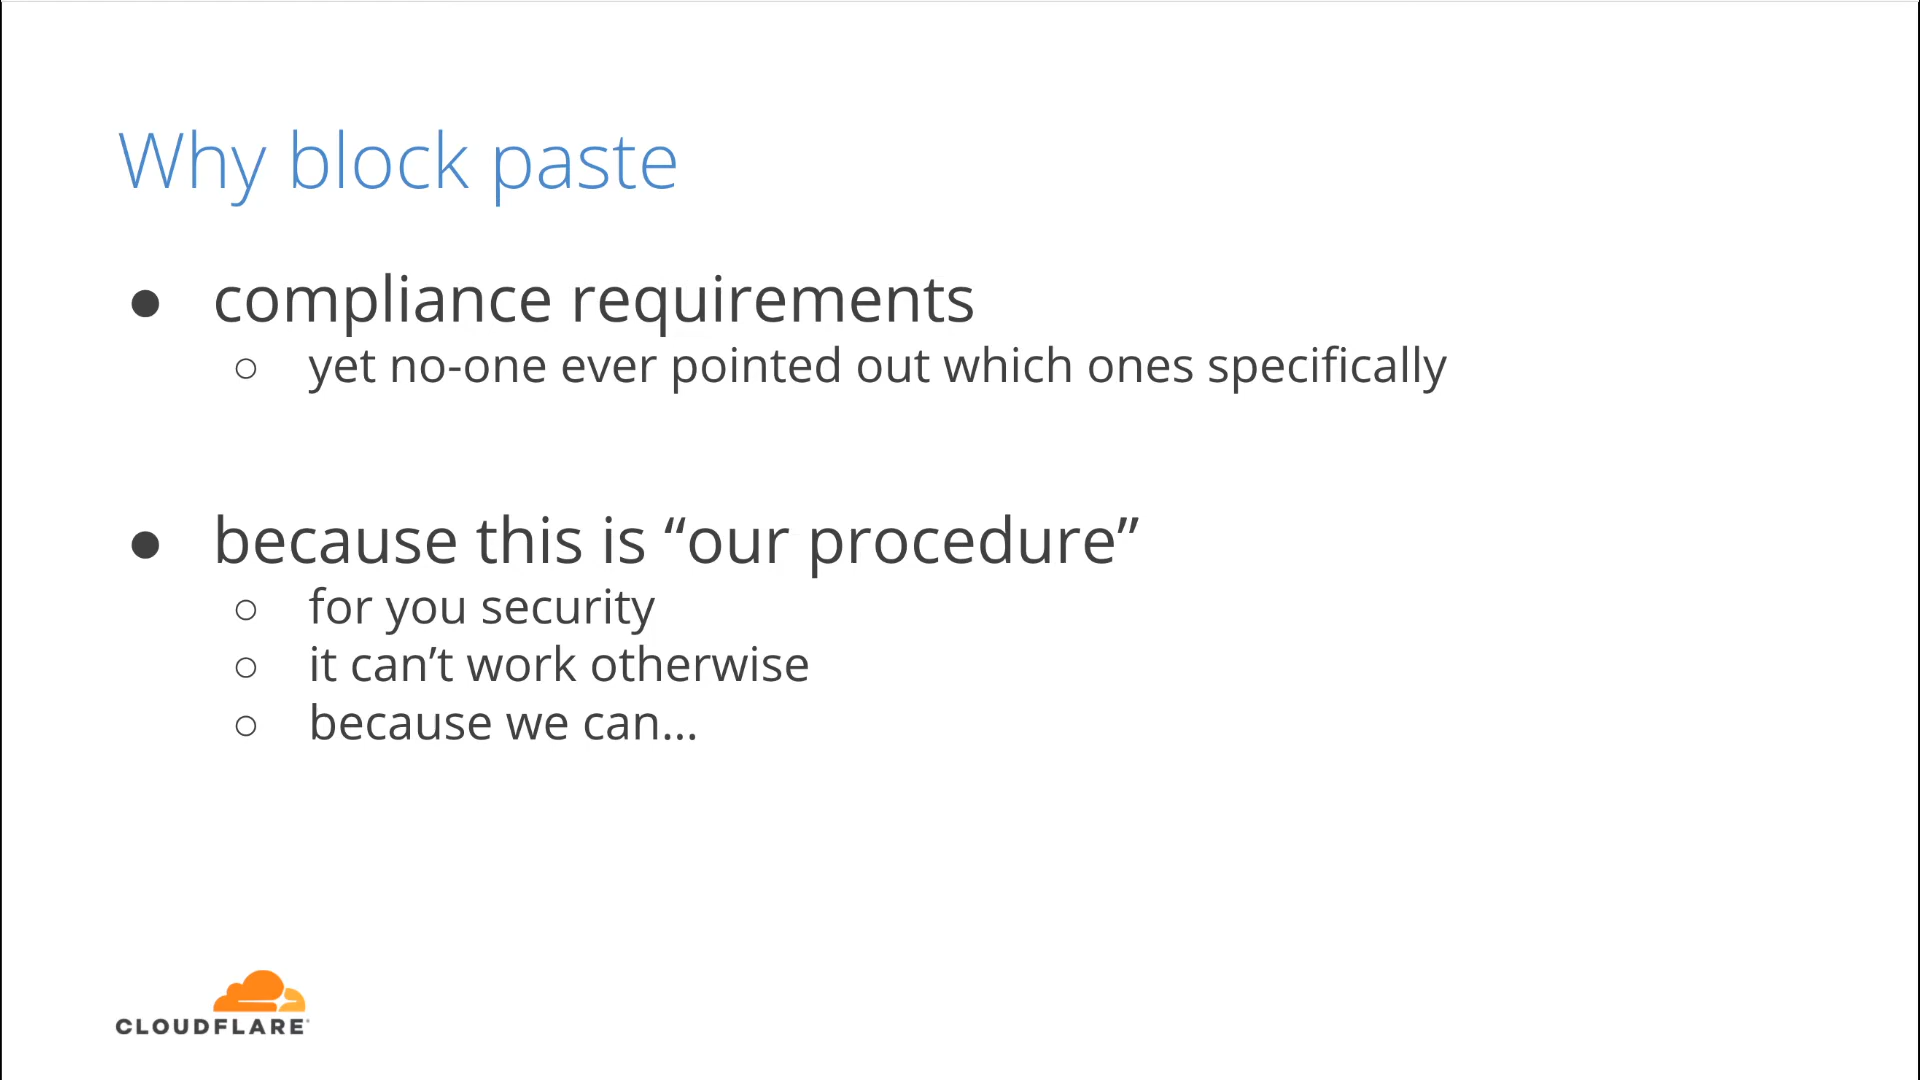 Why block paste
● compliance requirements
○ yet no-one ever pointed out which ones specifically
● because this is “our procedure”
○ for you security
○ it can’t work otherwise
○ because we can...
CLOUDFLARE